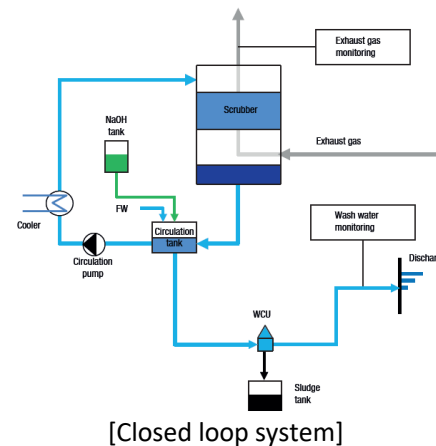 Exhaust gas
monitoring
Scrubber
NaOH
tank
Exhaust gas
FW
Wash water
monitoring
Circulation
tank
Cooler
Circulation
pump
Dischar
WCU
Sludge
tank
[Closed loop system]